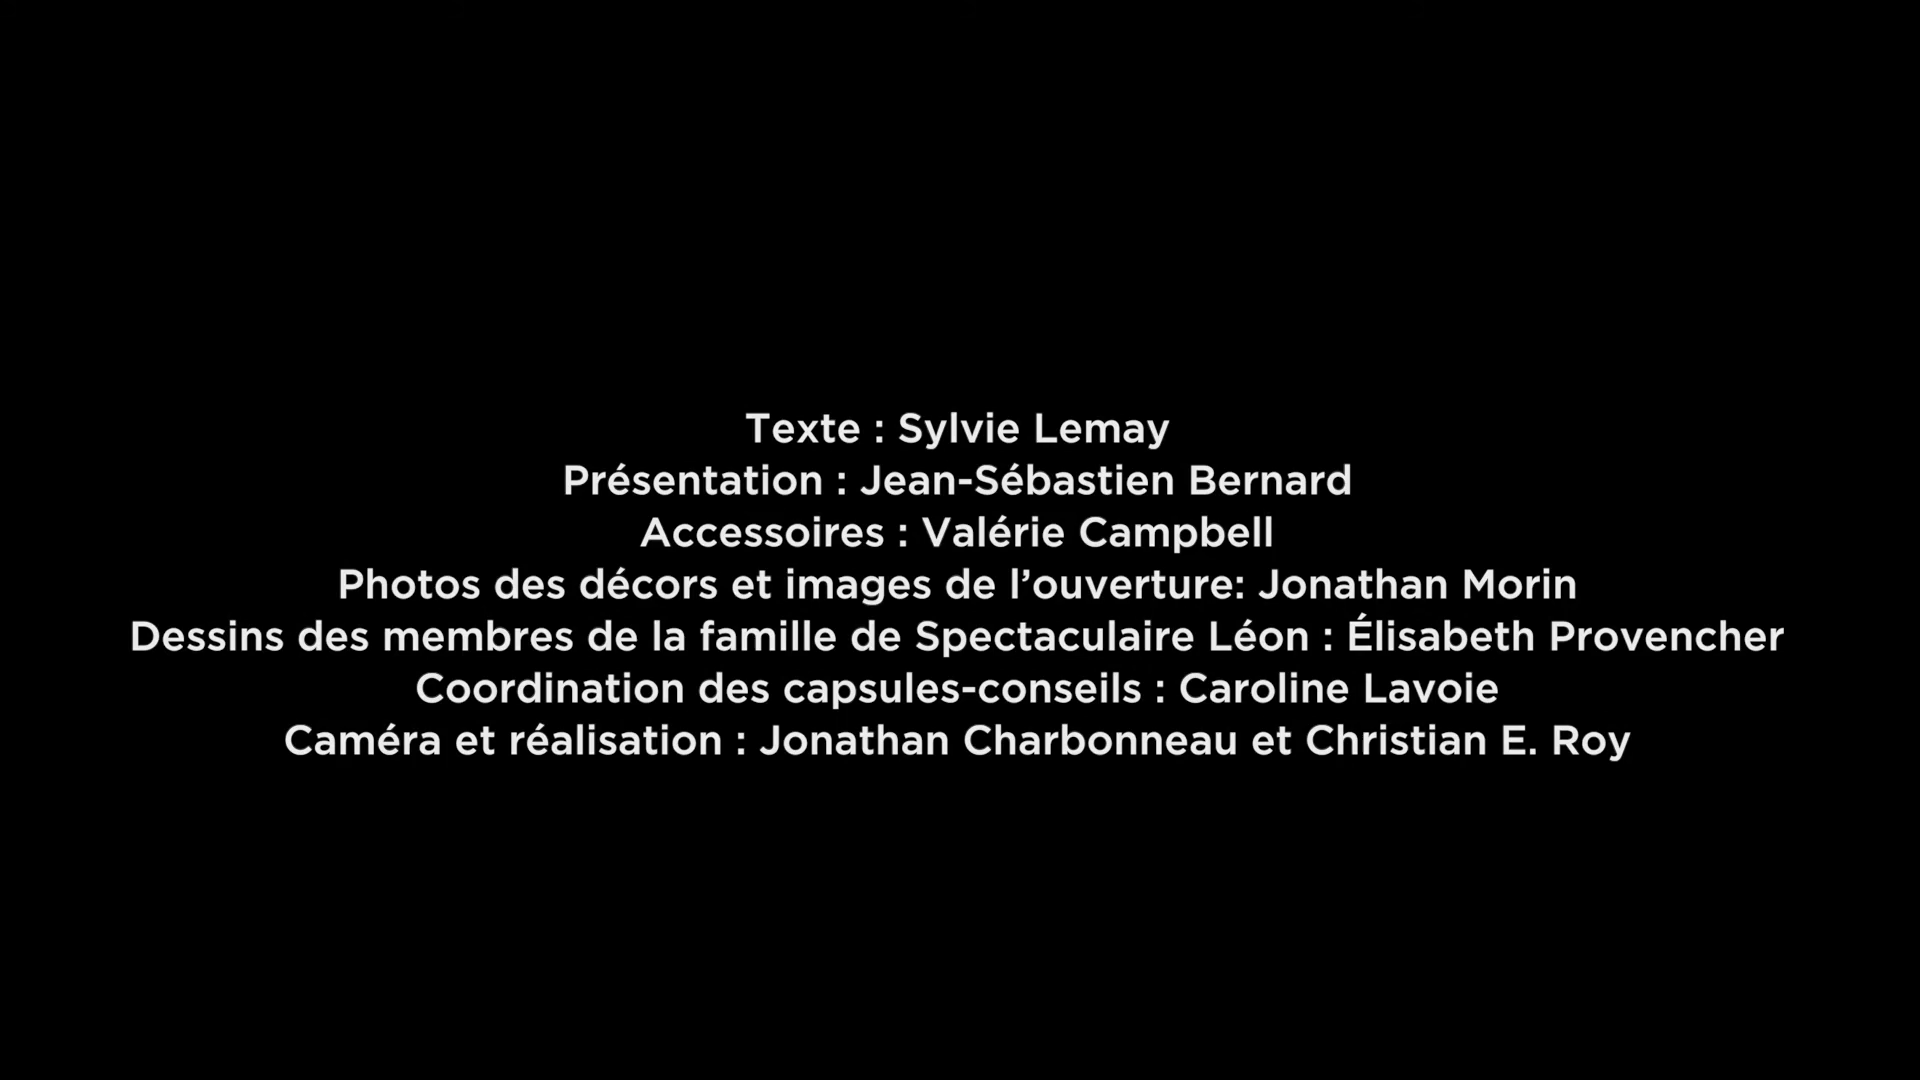 Texte : Sylvie Lemay
Présentation : Jean-Sébastien Bernard
Accessoires : Valérie Campbell
Photos des décors et images de l’ouverture: Jonathan Morin
Dessins des membres de la famille de Spectaculaire Léon : Élisabeth Provencher
Coordination des capsules-conseils : Caroline Lavoie
Caméra et réalisation : Jonathan Charbonneau et Christian E. Roy